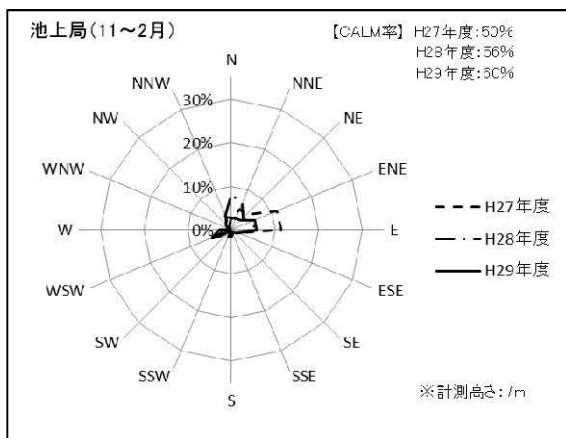 池上局(11～2月)
【CALM率】 H27年度:50%
H28年度:56%
H29年度:50%
N
NNW
NNE
30%
NW
NE
20%
WNW
ENE
10%
W
0%
E
WSW
ESE
SW
SE
SSW
SSE
S
H27年度
H28年度
H29年度
※計測高さ:/m